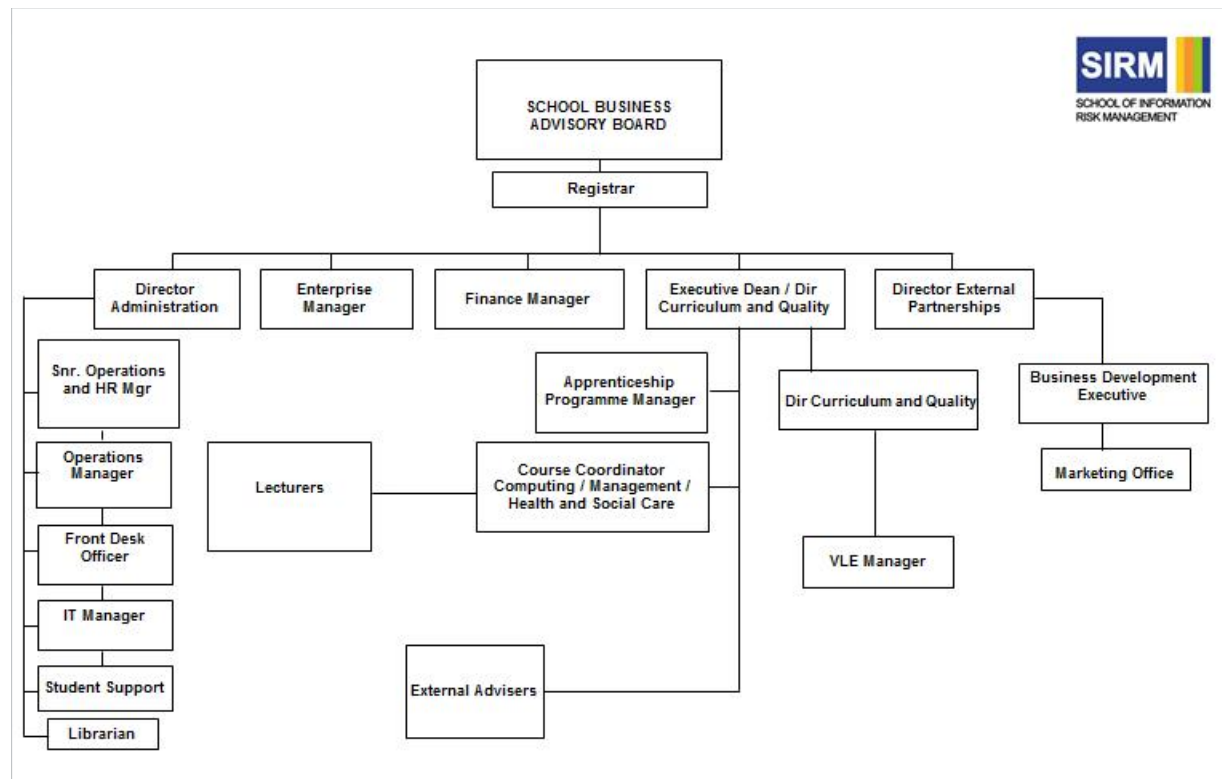 SIRM
SCHOOL OF INFORMATION
RISK MANAGEMENT
SCHOOL BUSINESS
ADVISORY BOARD
Registrar
Director
Administration
Enterprise
Manager
Finance Manager
Executive Dean / Dir
Curriculum and Quality
Director External
Partnerships
Snr. Operations
and HR Mgr
Apprenticeship
Programme Manager
Dir Curriculum and Quality
Business Development
Executive
Operations
Manager
Lecturers
Course Coordinator
Computing / Management /
Health and Social Care
Marketing Office
Front Desk
Officer
VLE Manager
IT Manager
Student Support
External Advisers
Librarian